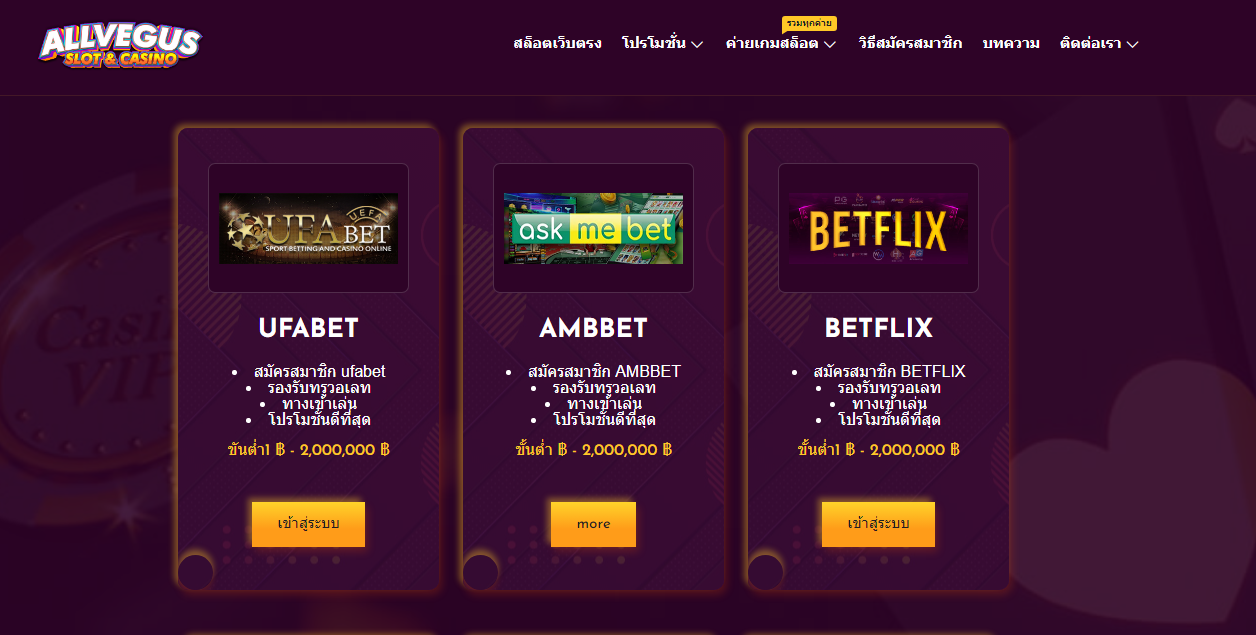 ALLVEGUS
SLOT & CASINO
สล็อตเว็บตรง
โปรโมชั่น
รวมทุกค่าย
ค่ายเกมสล็อต
วิธีสมัครสมาชิก
บทความ
ติดต่อเรา
UEFA
UFABET
SPORT BETTING AND CASINO ONLINE
ask me bet
PG
BETFLIX
UFABET
สมัครสมาชิก ufabet
รองรับทรูวอเลท
ทางเข้าเล่น
โปรโมชั่นดีที่สุด
ขันต่ำ1 ฿ - 2,000,000 ฿
เข้าสู่ระบบ
AMBBET
สมัครสมาชิก AMBBET
รองรับทรูวอเลท
ทางเข้าเล่น
โปรโมชั่นดีที่สุด
ขั้นต่ำ ฿ - 2,000,000 ฿
more
BETFLIX
สมัครสมาชิก BETFLIX
รองรับทรูวอเลท
ทางเข้าเล่น
โปรโมชั่นดีที่สุด
ขั้นต่ำ1 ฿ - 2,000,000 ฿
เข้าสู่ระบบ
Casino
VIP